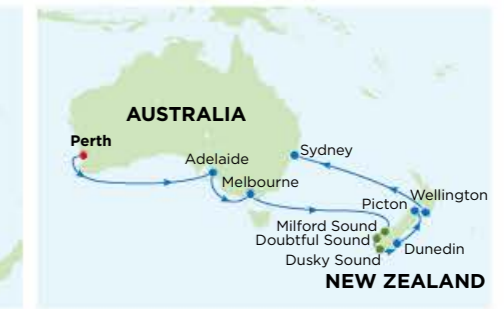 AUSTRALIA
Perth
Adelaide
Sydney
Melbourne
Picton
Wellington
Milford Sound
Doubtful Sound
Dunedin
Dusky Sound
NEW ZEALAND